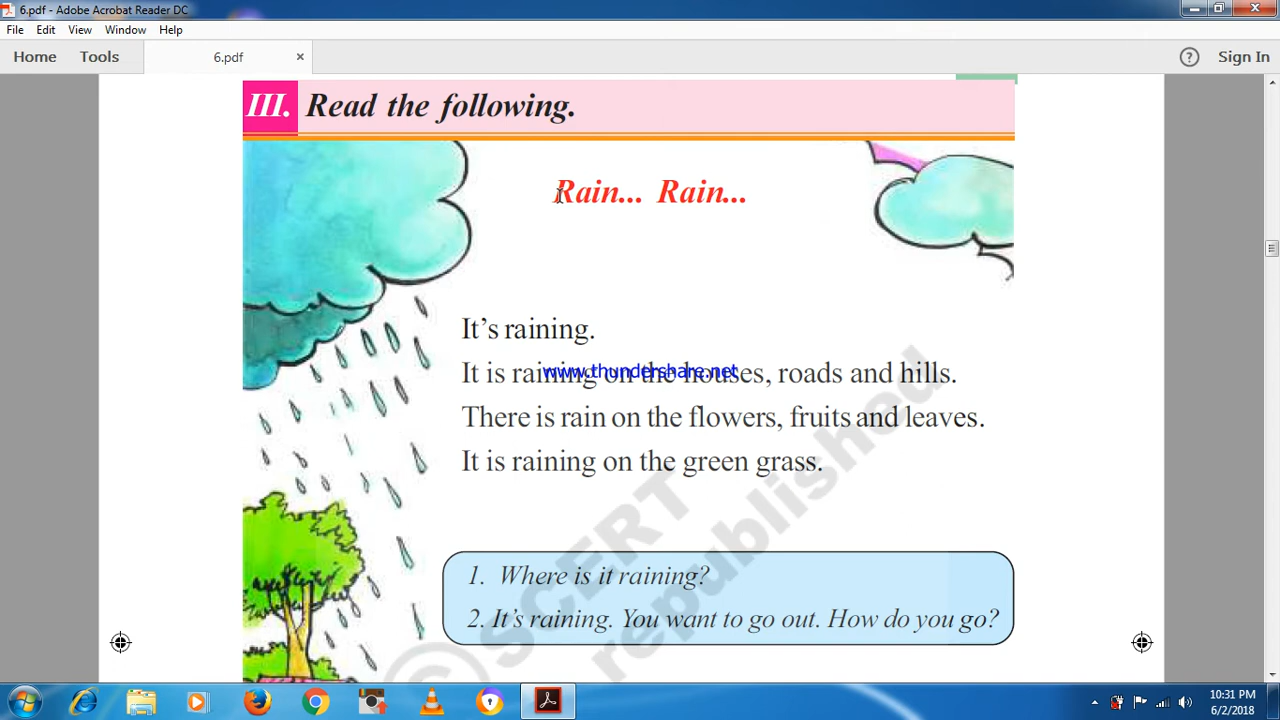 6.pdf - Adobe Acrobat Reader DC
File Edit View Window Help
Home Tools 6.pdf × ? Sign In
III. Read the following.
Rain... Rain...
It’s raining.
It is raining on the houses, roads and hills.
www.thundershare.net
There is rain on the flowers, fruits and leaves.
It is raining on the green grass.
1. Where is it raining?
2. It’s raining. You want to go out. How do you go?
© SCERT
republished
10:31 PM
6/2/2018